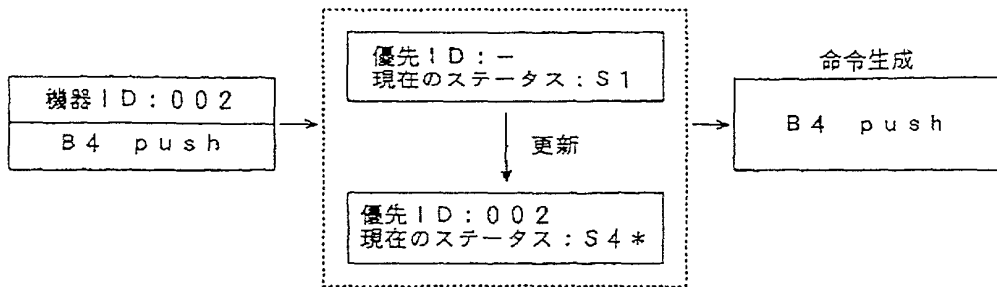 機器ID:002
B4 push
優先ID:-
現在のステータス:S1
更新
優先ID:002
現在のステータス:S4*
命令生成
B4 push